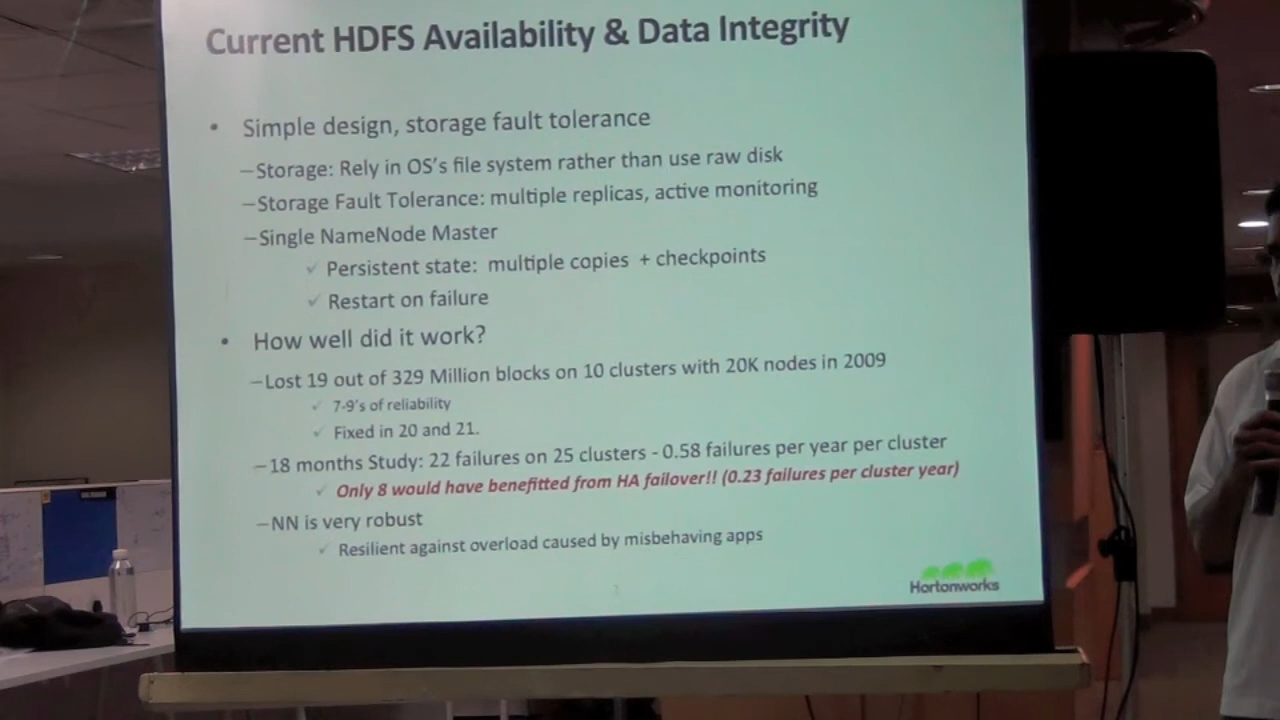 Current HDFS Availability & Data Integrity
• Simple design, storage fault tolerance
–Storage: Rely in OS's file system rather than use raw disk
–Storage Fault Tolerance: multiple replicas, active monitoring
–Single NameNode Master
✓ Persistent state: multiple copies + checkpoints
✓ Restart on failure
• How well did it work?
–Lost 19 out of 329 Million blocks on 10 clusters with 20K nodes in 2009
✓ 7-9's of reliability
✓ Fixed in 20 and 21.
–18 months Study: 22 failures on 25 clusters - 0.58 failures per year per cluster
✓ Only 8 would have benefitted from HA failover!! (0.23 failures per cluster year)
–NN is very robust
✓ Resilient against overload caused by misbehaving apps
Hortonworks